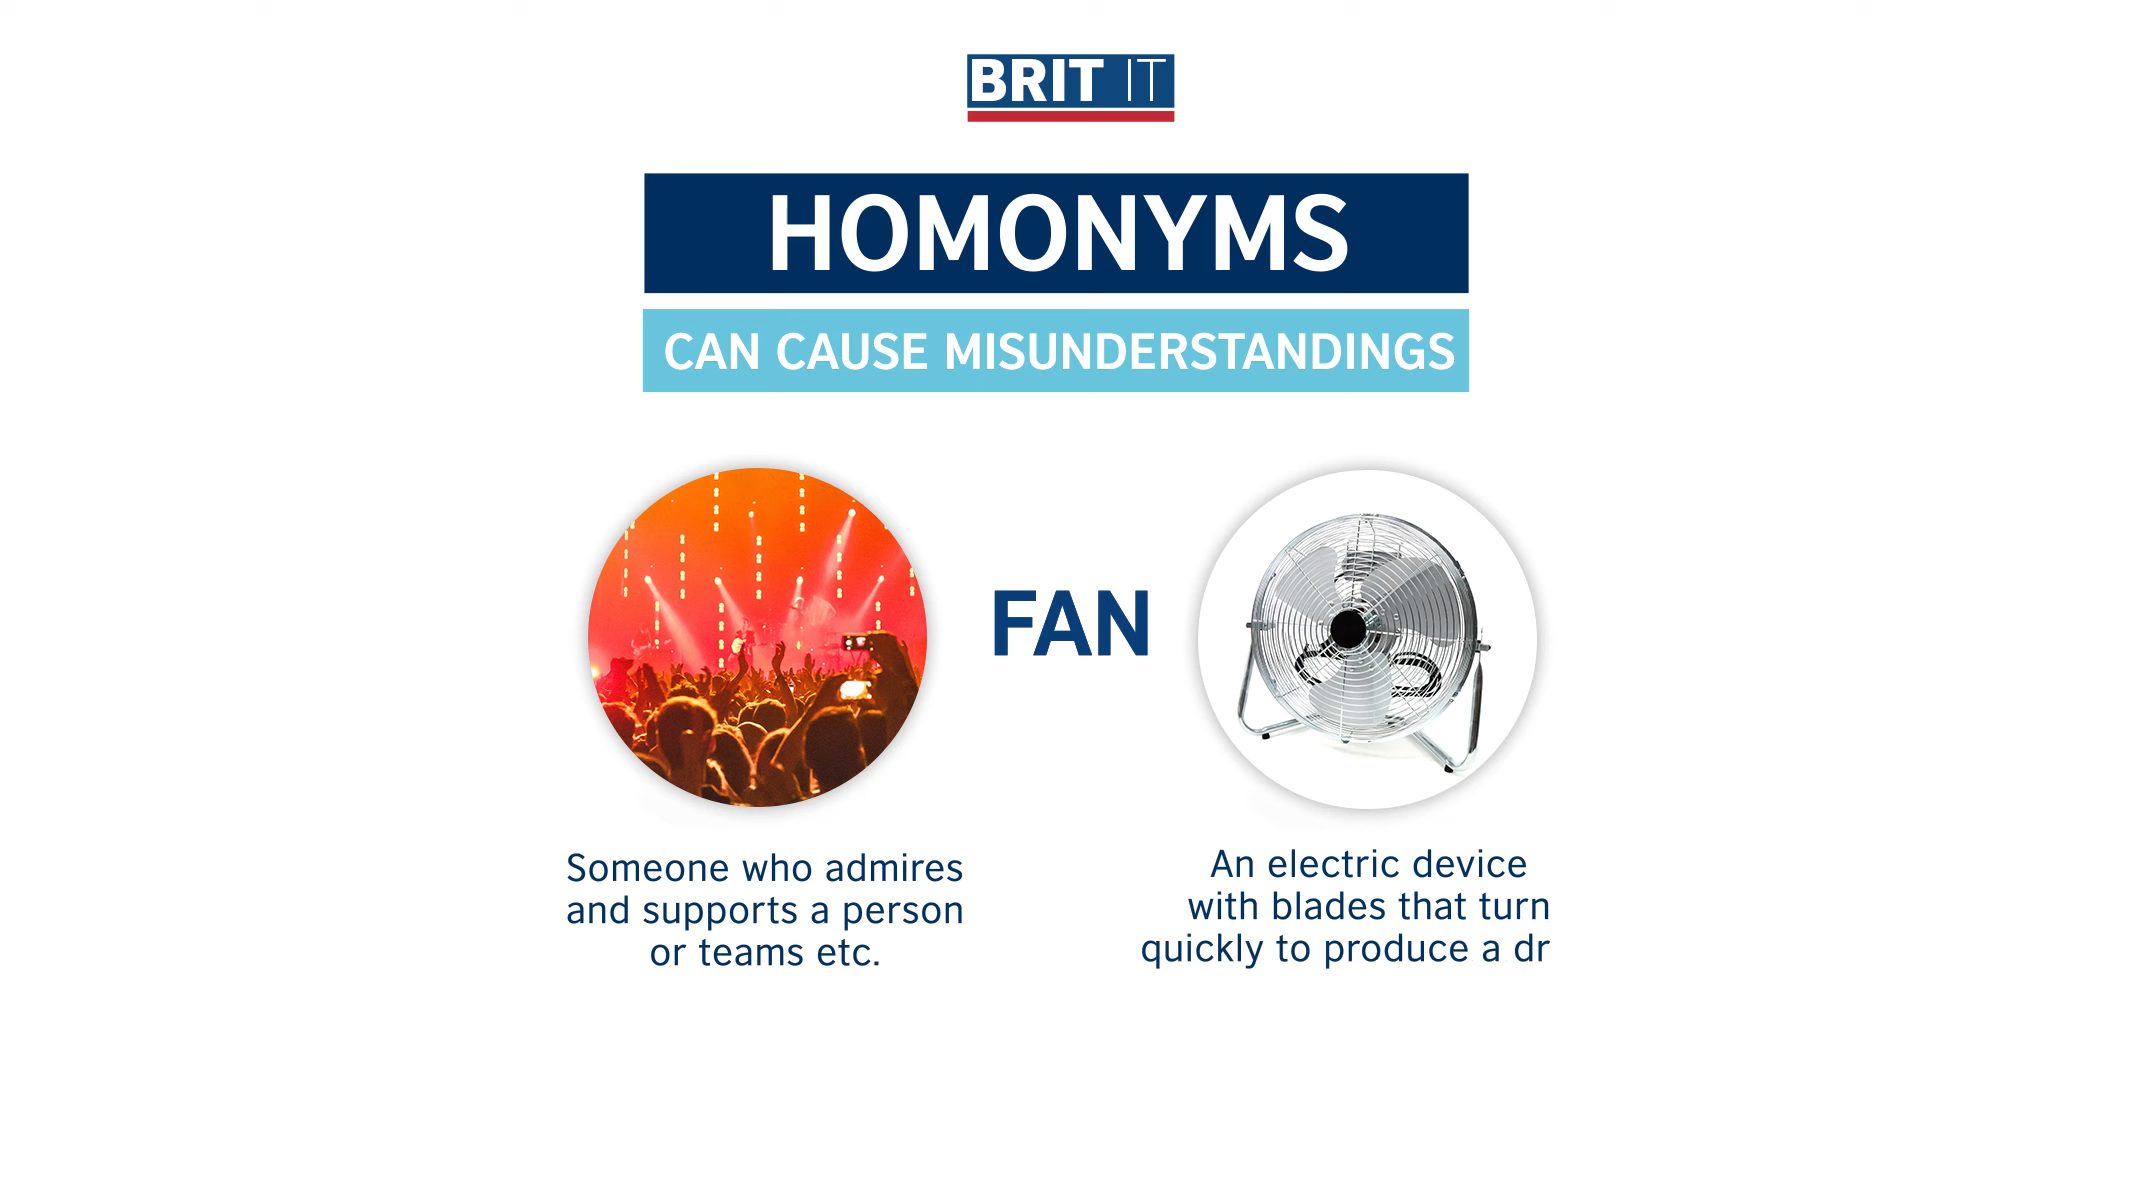 BRIT IT
HOMONYMS
CAN CAUSE MISUNDERSTANDINGS
FAN
Someone who admires
and supports a person
or teams etc.
An electric device
with blades that turn
quickly to produce a dr